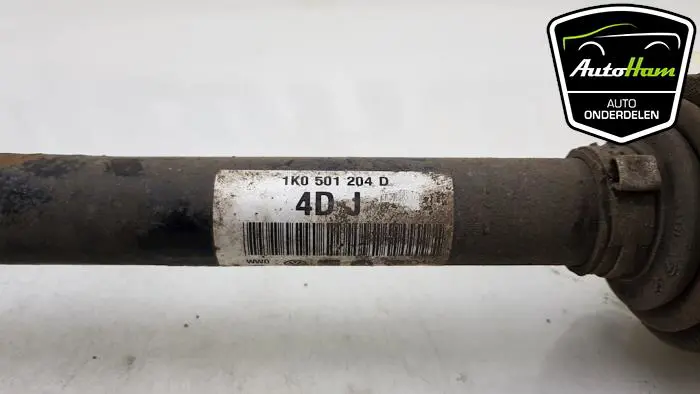 AutoHam
AUTO
ONDERDELEN
1K0 501 204 D
4D J